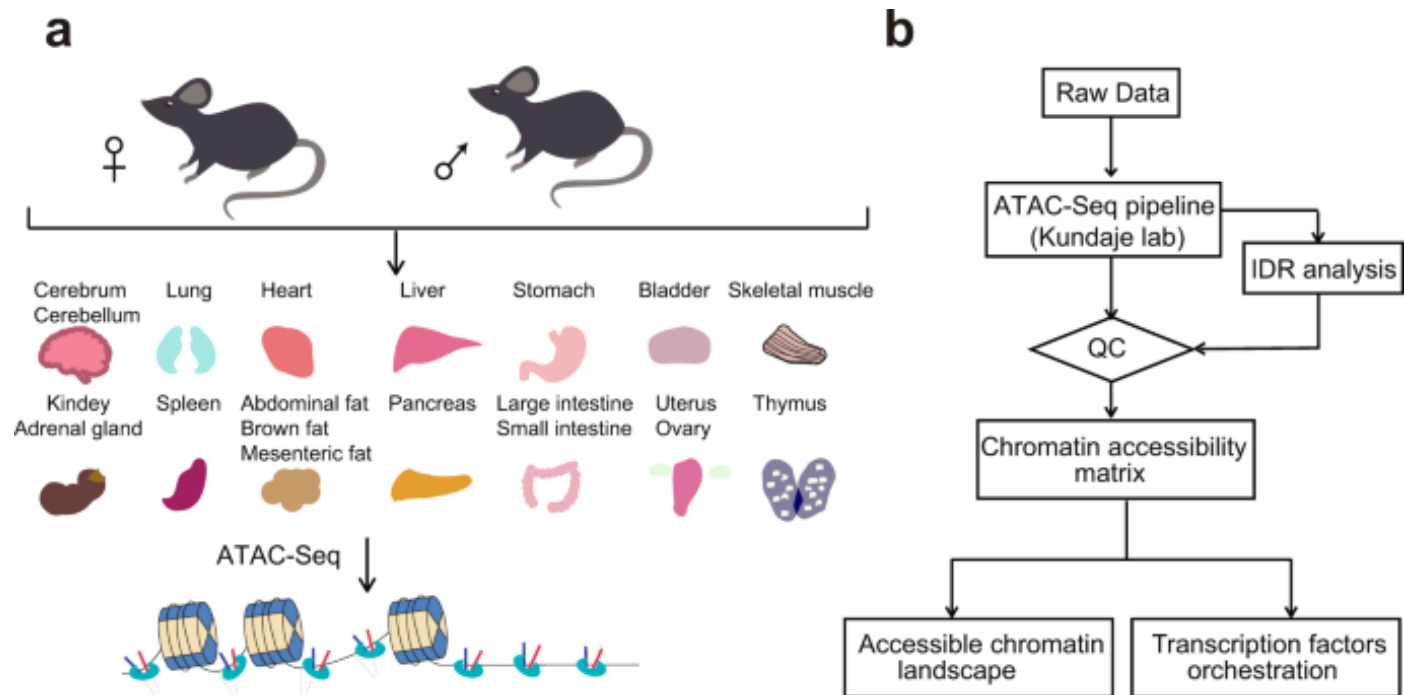 a
♀
♂
Cerebrum
Cerebellum
Lung
Heart
Liver
Stomach
Bladder
Skeletal muscle
Kindey
Adrenal gland
Spleen
Abdominal fat
Brown fat
Mesenteric fat
Pancreas
Large intestine
Small intestine
Uterus
Ovary
Thymus
ATAC-Seq
b
Raw Data
ATAC-Seq pipeline
(Kundaje lab)
IDR analysis
QC
Chromatin accessibility
matrix
Accessible chromatin
landscape
Transcription factors
orchestration